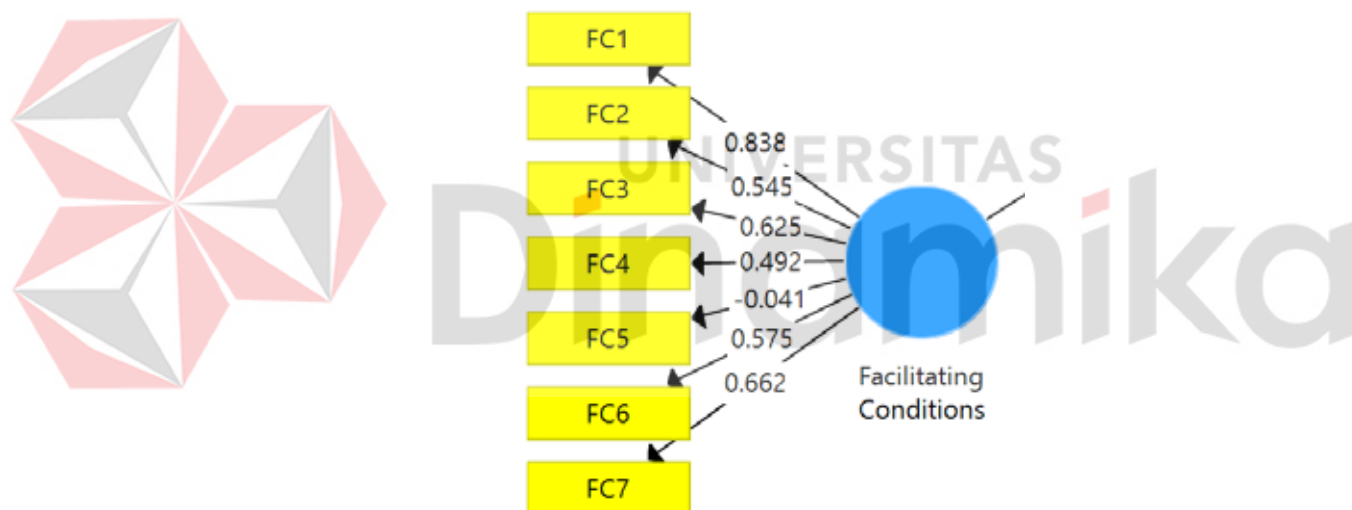 FC1
FC2
FC3
FC4
FC5
FC6
FC7
0.838
0.545
0.625
0.492
-0.041
0.575
0.662
Facilitating
Conditions
UNIVERSITAS
Dinamika